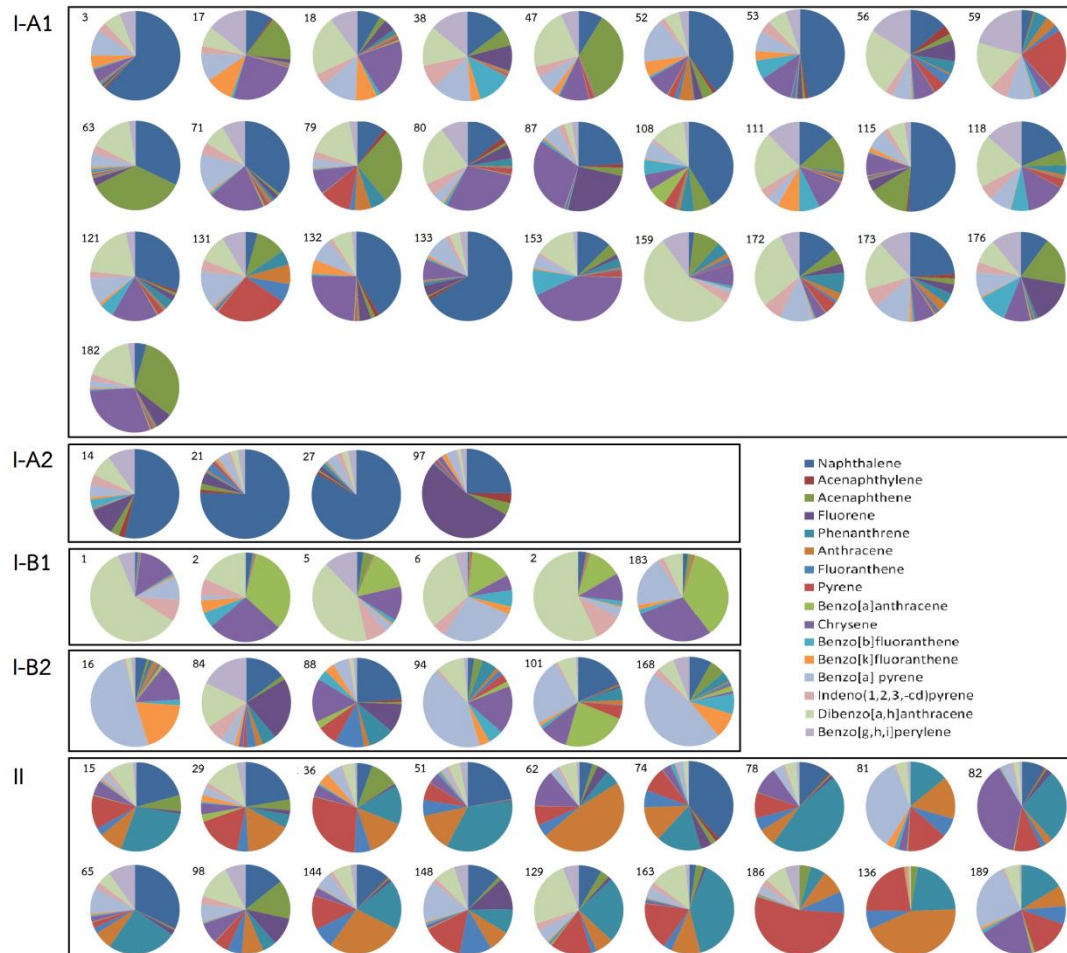 I-A1
3 17 18 38 47 52 53 56 59
63 71 79 80 87 108 111 115 118
121 131 132 133 153 159 172 173 176
182
I-A2
14 21 27 97
Naphthalene
Acenaphthylene
Acenaphthene
Fluorene
Phenanthrene
Anthracene
Fluoranthene
Pyrene
Benzo[a]anthracene
Chrysene
Benzo[b]fluoranthene
Benzo[k]fluoranthene
Benzo[a] pyrene
Indeno(1,2,3,-cd)pyrene
Dibenzo[a,h]anthracene
Benzo[g,h,i]perylene
I-B1
1 2 5 6 2 183
I-B2
16 84 88 94 101 168
II
15 29 36 51 62 74 78 81 82
65 98 144 148 129 163 186 136 189